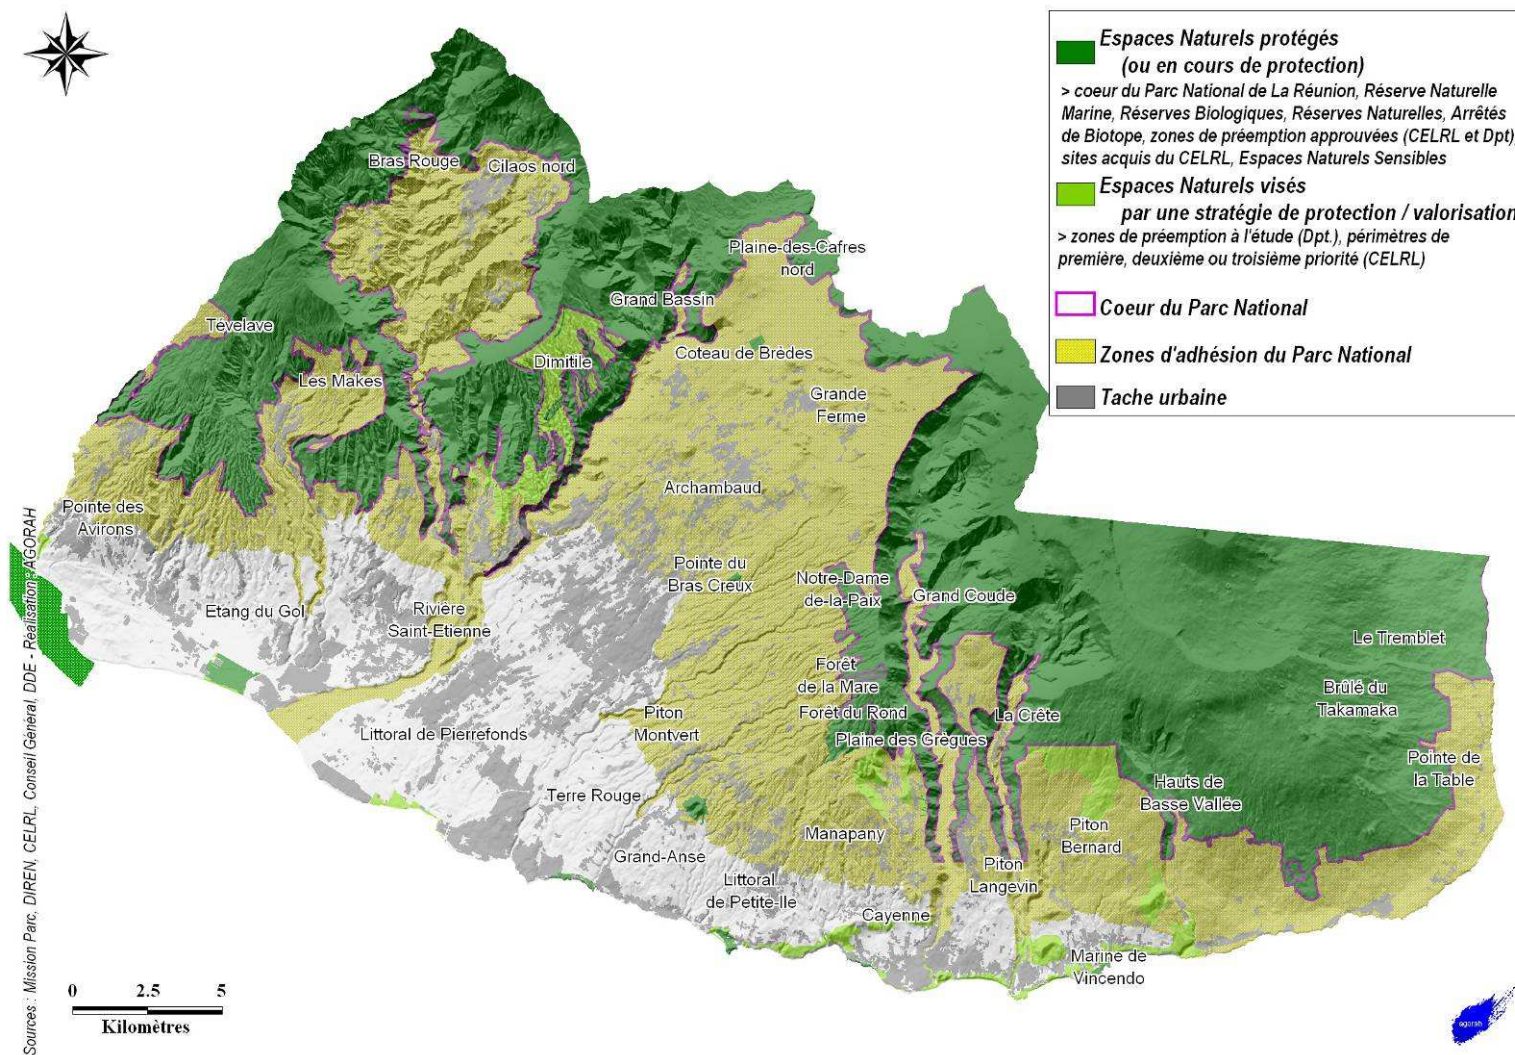 Espaces Naturels protégés
(ou en cours de protection)
> coeur du Parc National de La Réunion, Réserve Naturelle
Marine, Réserves Biologiques, Réserves Naturelles, Arrêtés
de Biotope, zones de préemption approuvées (CELRL et Dpt),
sites acquis du CELRL, Espaces Naturels Sensibles
Espaces Naturels visés
par une stratégie de protection / valorisation
> zones de préemption à l'étude (Dpt.), périmètres de
première, deuxième ou troisième priorité (CELRL)
Coeur du Parc National
Zones d'adhésion du Parc National
Tache urbaine
Bras Rouge
Cilaos nord
Plaine-des-Cafres
nord
Grand Bassin
Tévelave
Dimitile
Coteau de Brèdes
Les Makes
Grande
Ferme
Archambaud
Pointe des
Avirons
Pointe du
Bras Creux
Notre-Dame
de-la-Paix
Grand Coude
Etang du Gol
Rivière
Saint-Etienne
Le Tremblet
Forêt
de la Mare
Brûlé du
Takamaka
Forêt du Rond
Piton
Montvert
La Crête
Littoral de Pierrefonds
Plaine des Grègues
Pointe de
la Table
Hauts de
Basse Vallée
Terre Rouge
Manapany
Piton
Bernard
Grand-Anse
Piton
Langevin
Littoral
de Petite-Ile
Cayenne
Marine de
Vincendo
0 2.5 5
Kilomètres
Sources : Mission Parc, DIREN, CELRL, Conseil Général, DDE - Réalisation : AGORAH
agorah